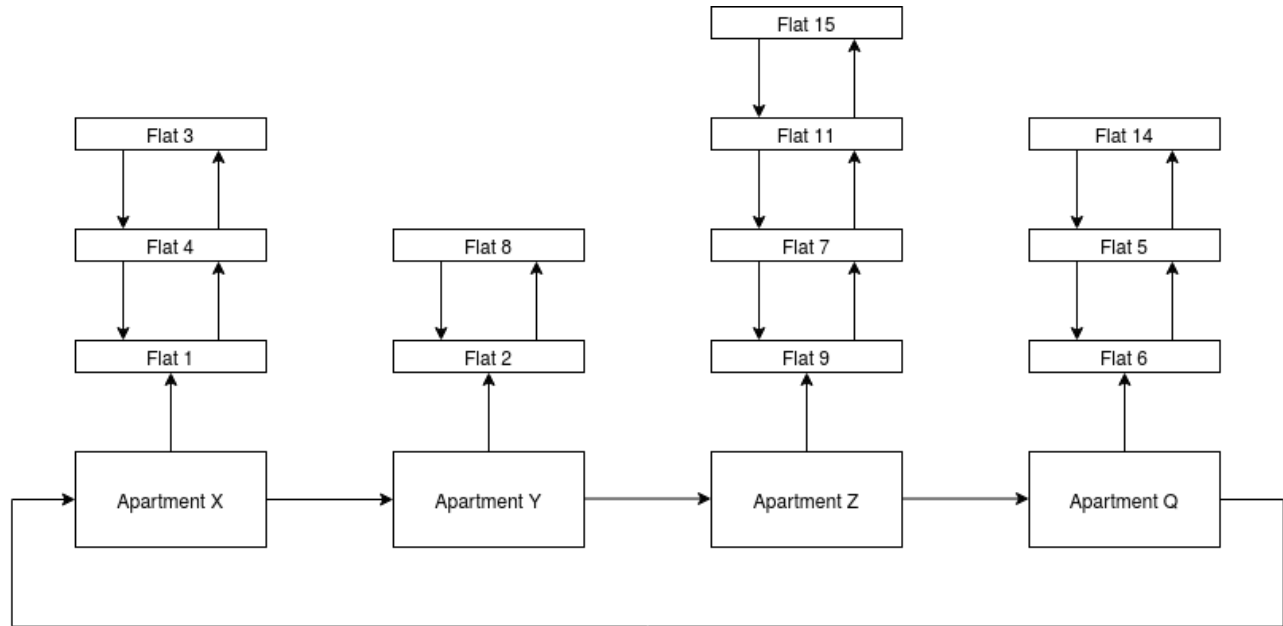 Flat 15
Flat 3
Flat 11
Flat 14
Flat 4
Flat 8
Flat 7
Flat 5
Flat 1
Flat 2
Flat 9
Flat 6
Apartment X
Apartment Y
Apartment Z
Apartment Q